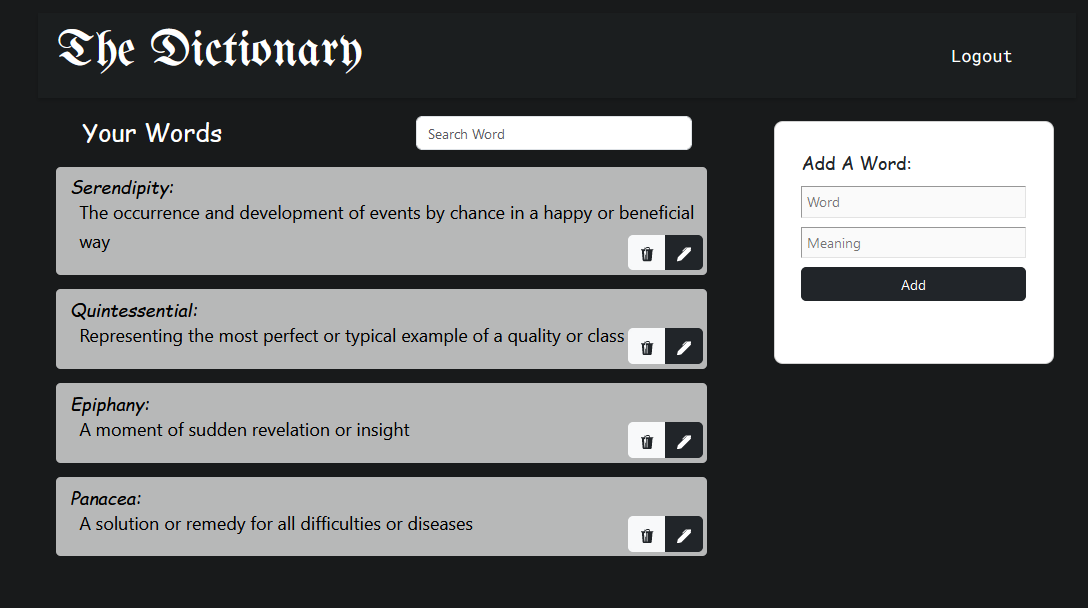 The Dictionary
Logout
Your Words
Search Word
Serendipity:
The occurrence and development of events by chance in a happy or beneficial
way
Quintessential:
Representing the most perfect or typical example of a quality or class
Epiphany:
A moment of sudden revelation or insight
Panacea:
A solution or remedy for all difficulties or diseases
Add A Word:
Word
Meaning
Add